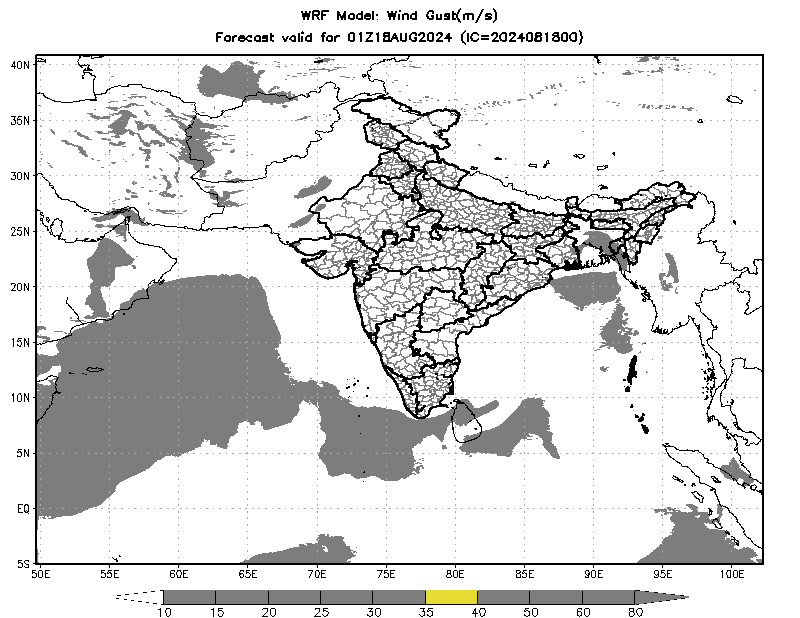 WRF Model: Wind Gust(m/s)
Forecast valid for 01Z18AUG2024 (IC=2024081800)
40N
35N
30N
25N
20N
15N
10N
5N
EQ
5S
50E 55E 60E 65E 70E 75E 80E 85E 90E 95E 100E
10 15 20 25 30 35 40 50 60 80